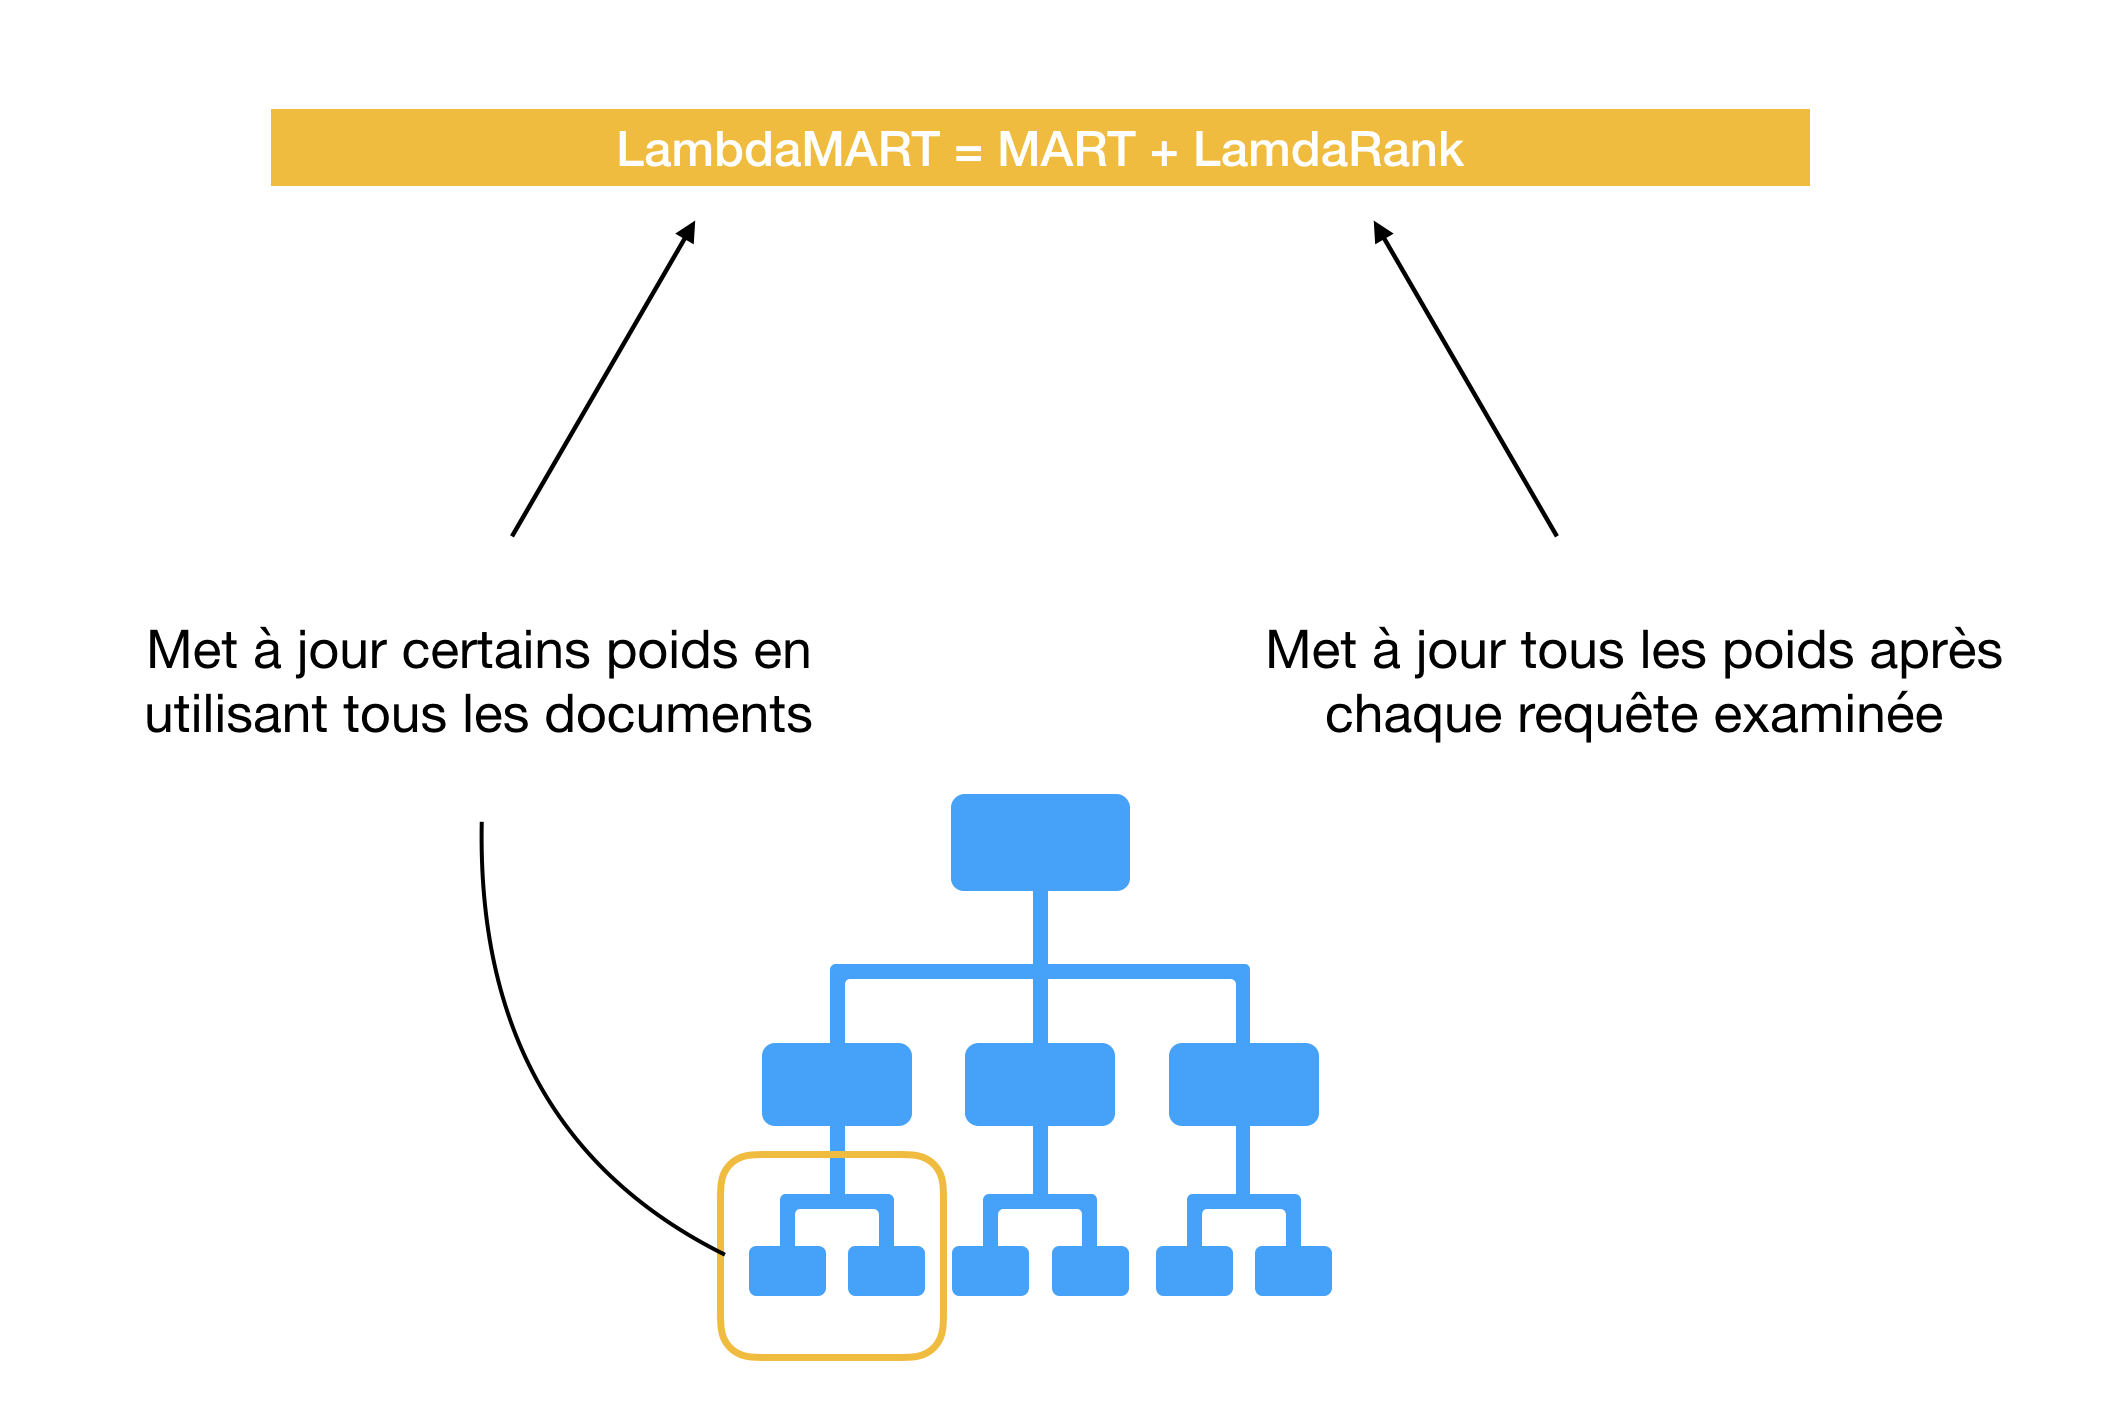 LambdaMART = MART + LamdaRank
Met à jour certains poids en
utilisant tous les documents
Met à jour tous les poids après
chaque requête examinée